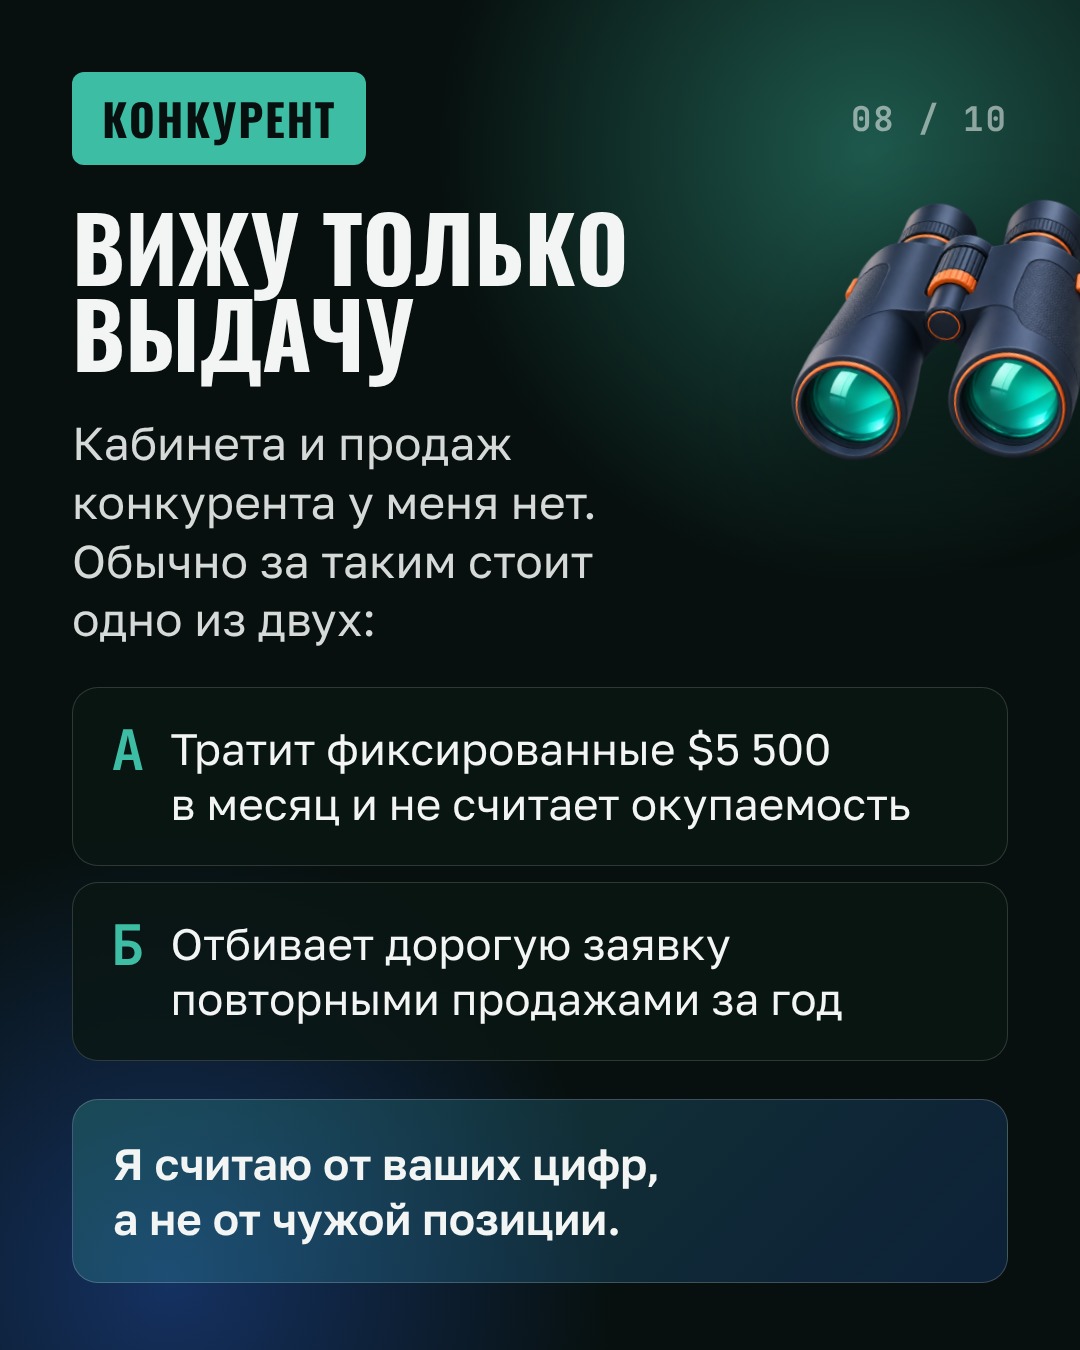 КОНКУРЕНТ
08 / 10
ВИЖУ ТОЛЬКО
ВЫДАЧУ
Кабинета и продаж
конкурента у меня нет.
Обычно за таким стоит
одно из двух:
А Тратит фиксированные $5 500
в месяц и не считает окупаемость
Б Отбивает дорогую заявку
повторными продажами за год
Я считаю от ваших цифр,
а не от чужой позиции.